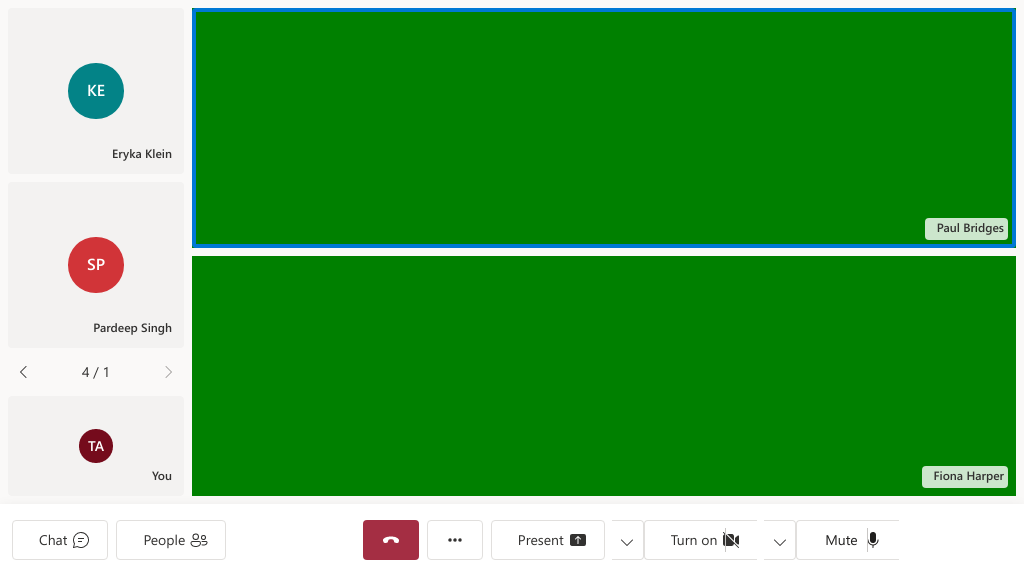 KE
Eryka Klein
SP
Pardeep Singh
4 / 1
TA
You
Paul Bridges
Fiona Harper
Chat
People
Present
Turn on
Mute